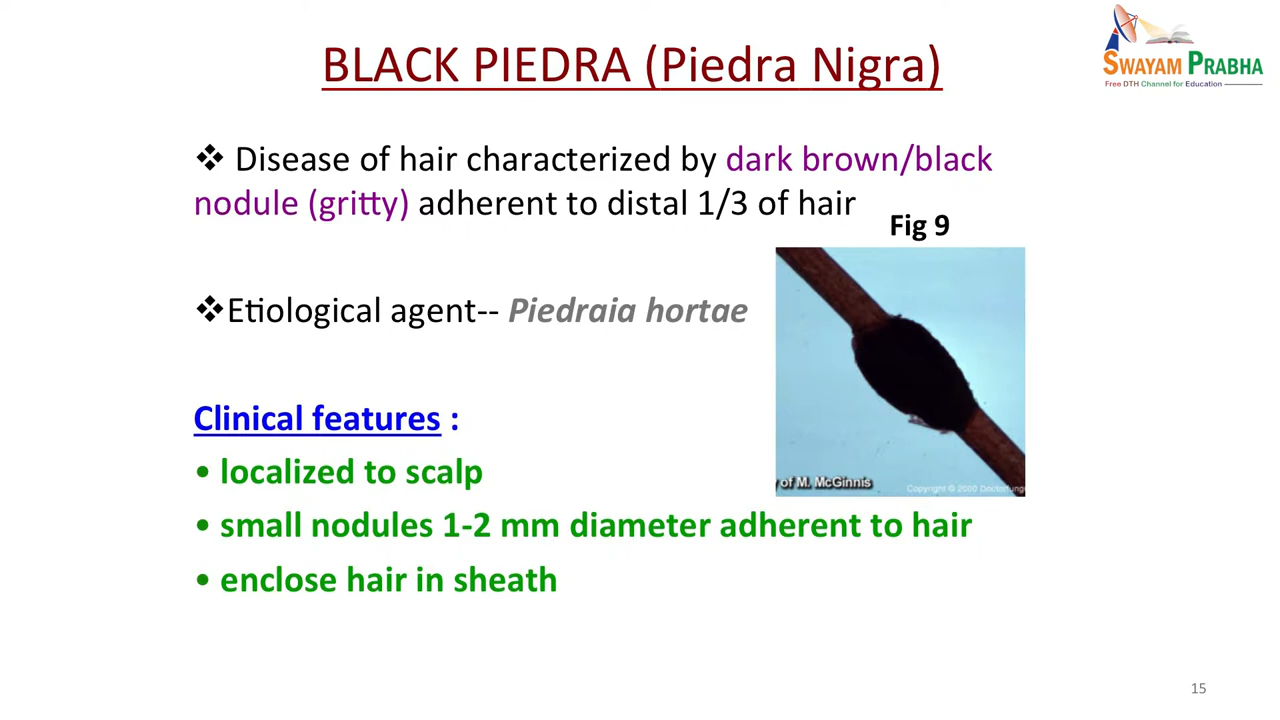 BLACK PIEDRA (Piedra Nigra)
SWAYAM PRABHA
Free DTH Channel for Education
❖ Disease of hair characterized by dark brown/black
nodule (gritty) adherent to distal 1/3 of hair
Fig 9
❖Etiological agent-- Piedraia hortae
Clinical features :
• localized to scalp
of M. McGinnis
Copyright © 2000
• small nodules 1-2 mm diameter adherent to hair
• enclose hair in sheath
15